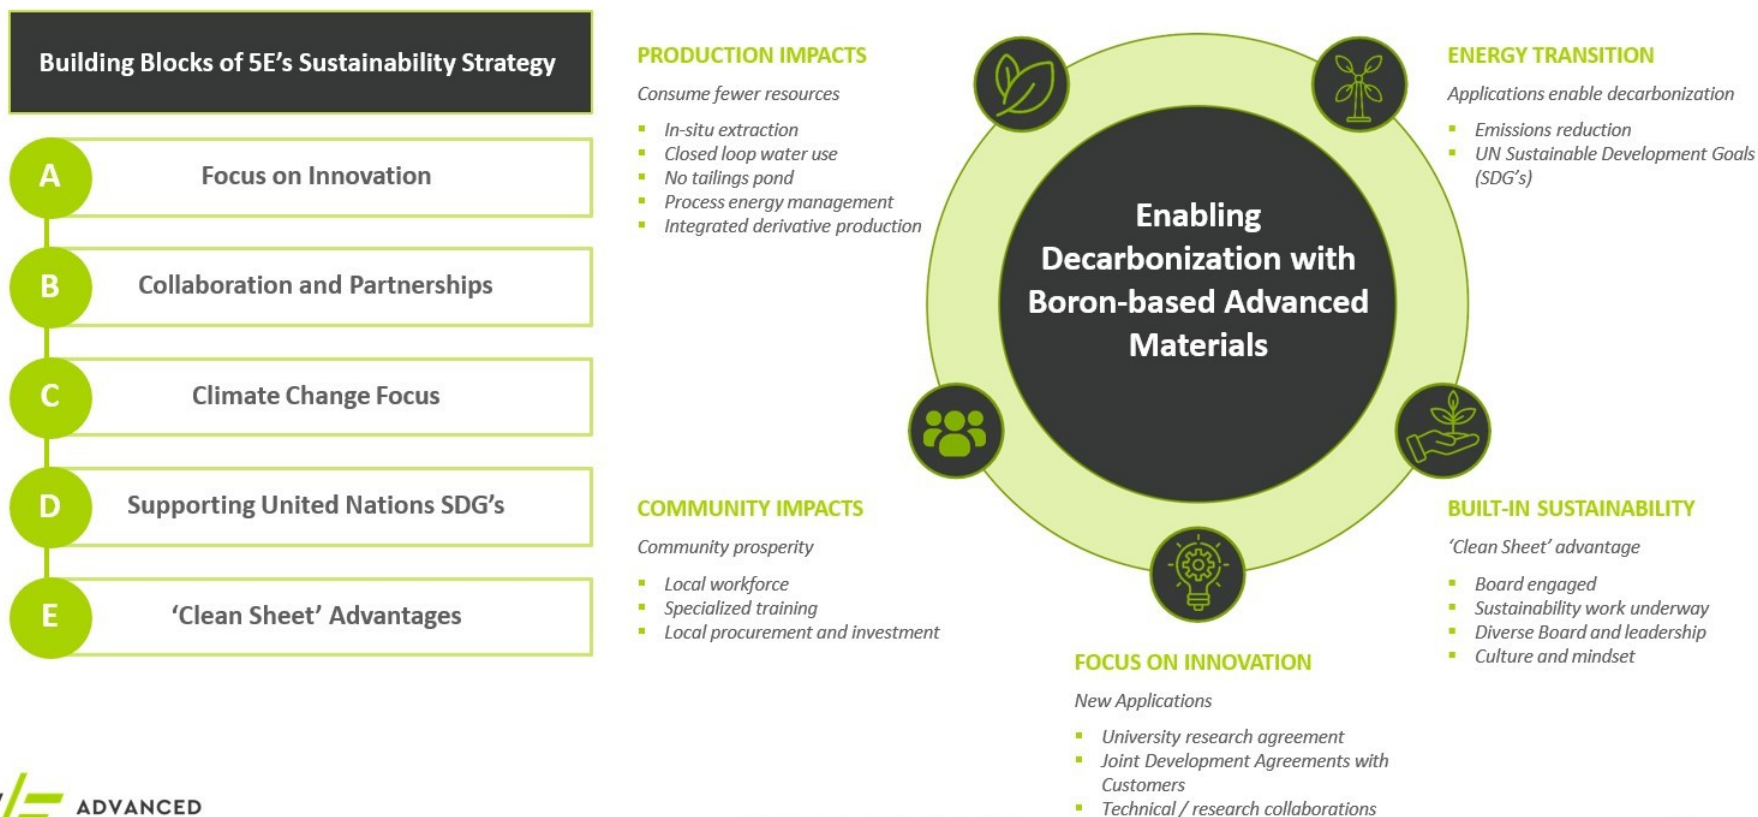 Building Blocks of 5E's Sustainability Strategy
A
Focus on Innovation
B
Collaboration and Partnerships
C
Climate Change Focus
D
Supporting United Nations SDG's
E
‘Clean Sheet’ Advantages
PRODUCTION IMPACTS
Consume fewer resources
▪ In-situ extraction
▪ Closed loop water use
▪ No tailings pond
▪ Process energy management
▪ Integrated derivative production
ENERGY TRANSITION
Applications enable decarbonization
▪ Emissions reduction
▪ UN Sustainable Development Goals
(SDG's)
Enabling
Decarbonization with
Boron-based Advanced
Materials
COMMUNITY IMPACTS
Community prosperity
▪ Local workforce
▪ Specialized training
▪ Local procurement and investment
BUILT-IN SUSTAINABILITY
‘Clean Sheet’ advantage
▪ Board engaged
▪ Sustainability work underway
▪ Diverse Board and leadership
▪ Culture and mindset
FOCUS ON INNOVATION
New Applications
▪ University research agreement
▪ Joint Development Agreements with
Customers
▪ Technical / research collaborations
ADVANCED